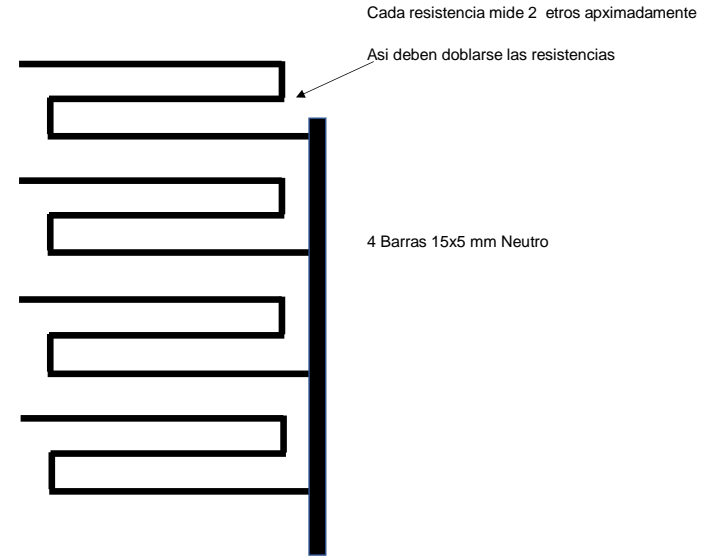 Cada resistencia mide 2  etros apximadamente
Asi deben doblarse las resistencias
4 Barras 15x5 mm Neutro